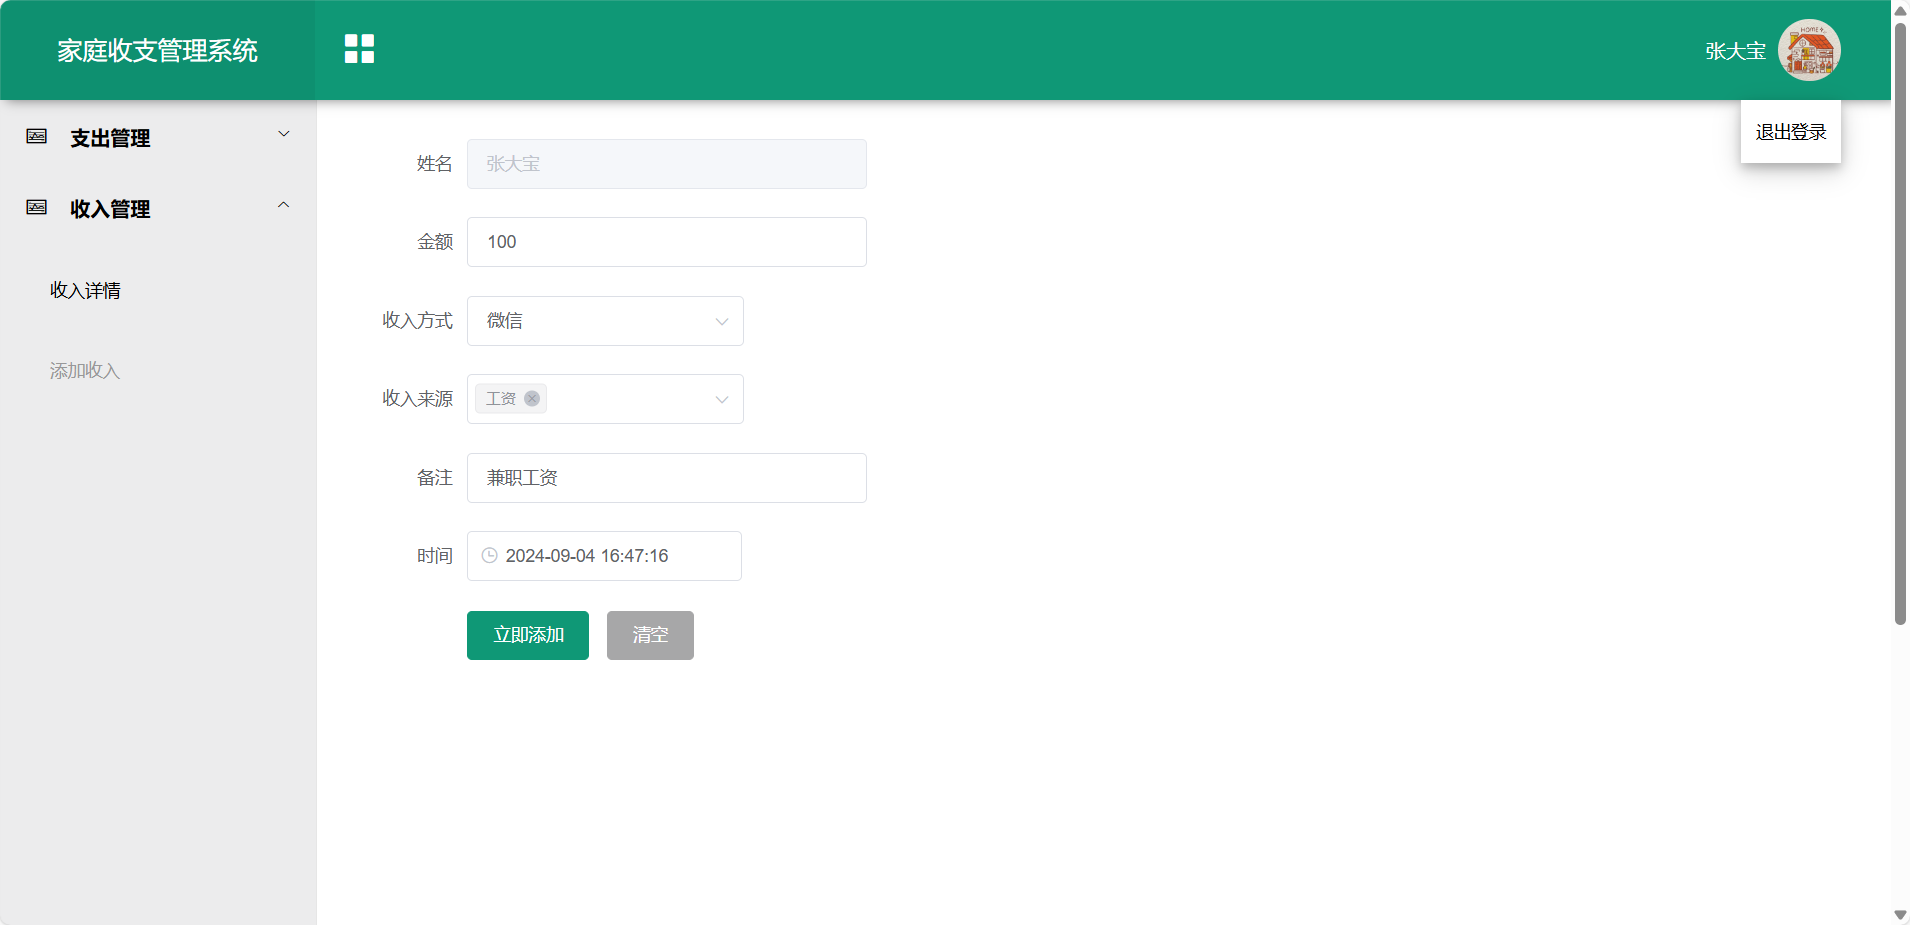 家庭收支管理系统
张大宝
HOME
退出登录
支出管理
收入管理
收入详情
添加收入
姓名 张大宝
金额 100
收入方式 微信
收入来源 工资
备注 兼职工资
时间 2024-09-04 16:47:16
立即添加 清空